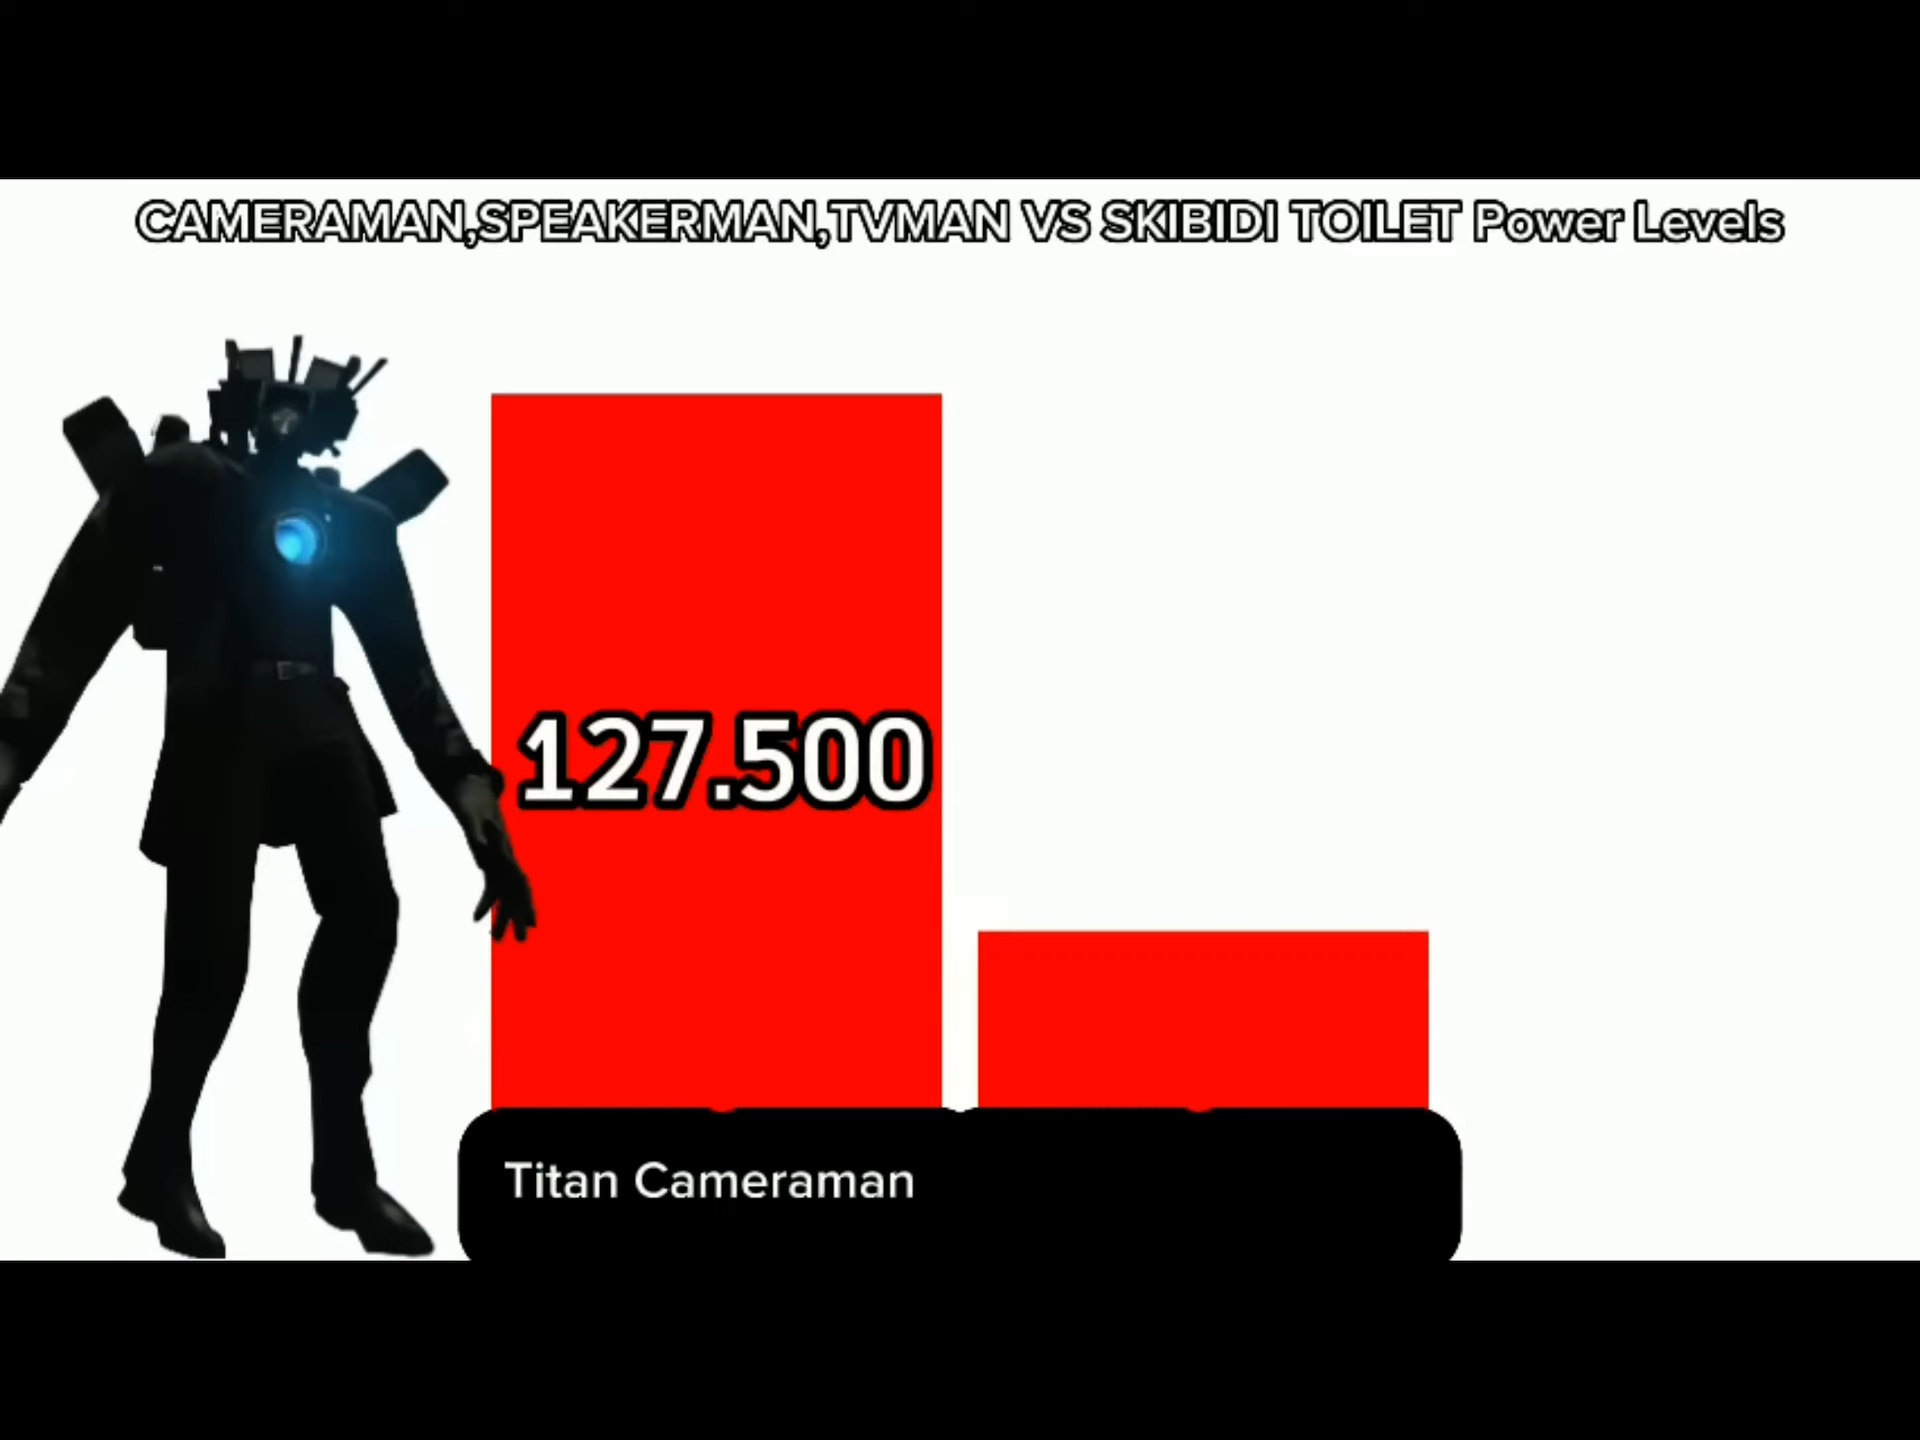 CAMERAMAN,SPEAKERMAN,TVMAN VS SKIBIDI TOILET Power Levels
127.500
Titan Cameraman